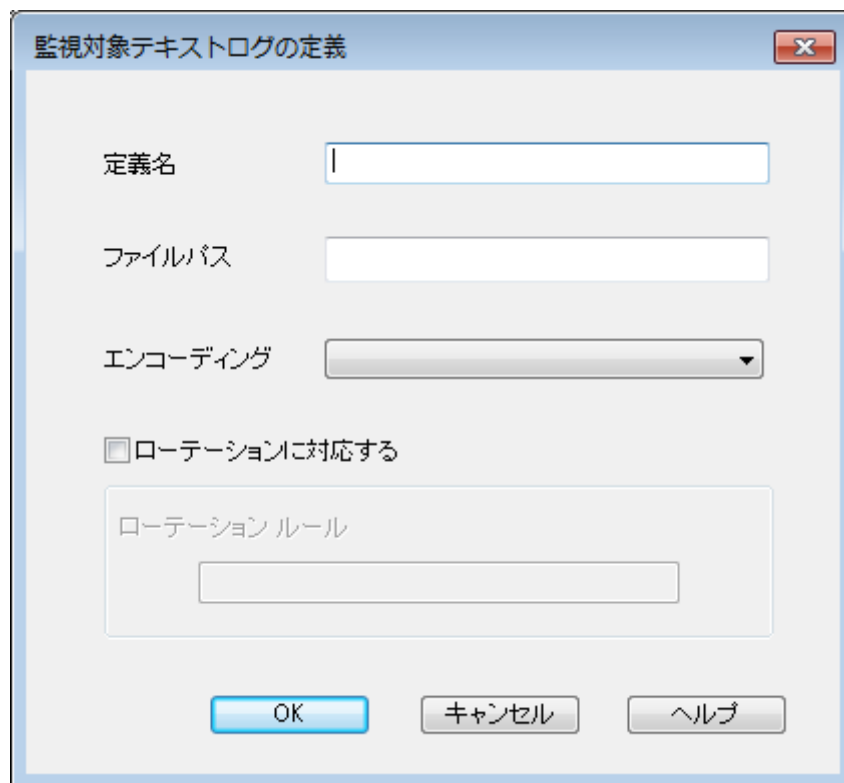 監視対象テキストログの定義
定義名
ファイルパス
エンコーディング
ローテーションに対応する
ローテーション ルール
OK キャンセル ヘルプ